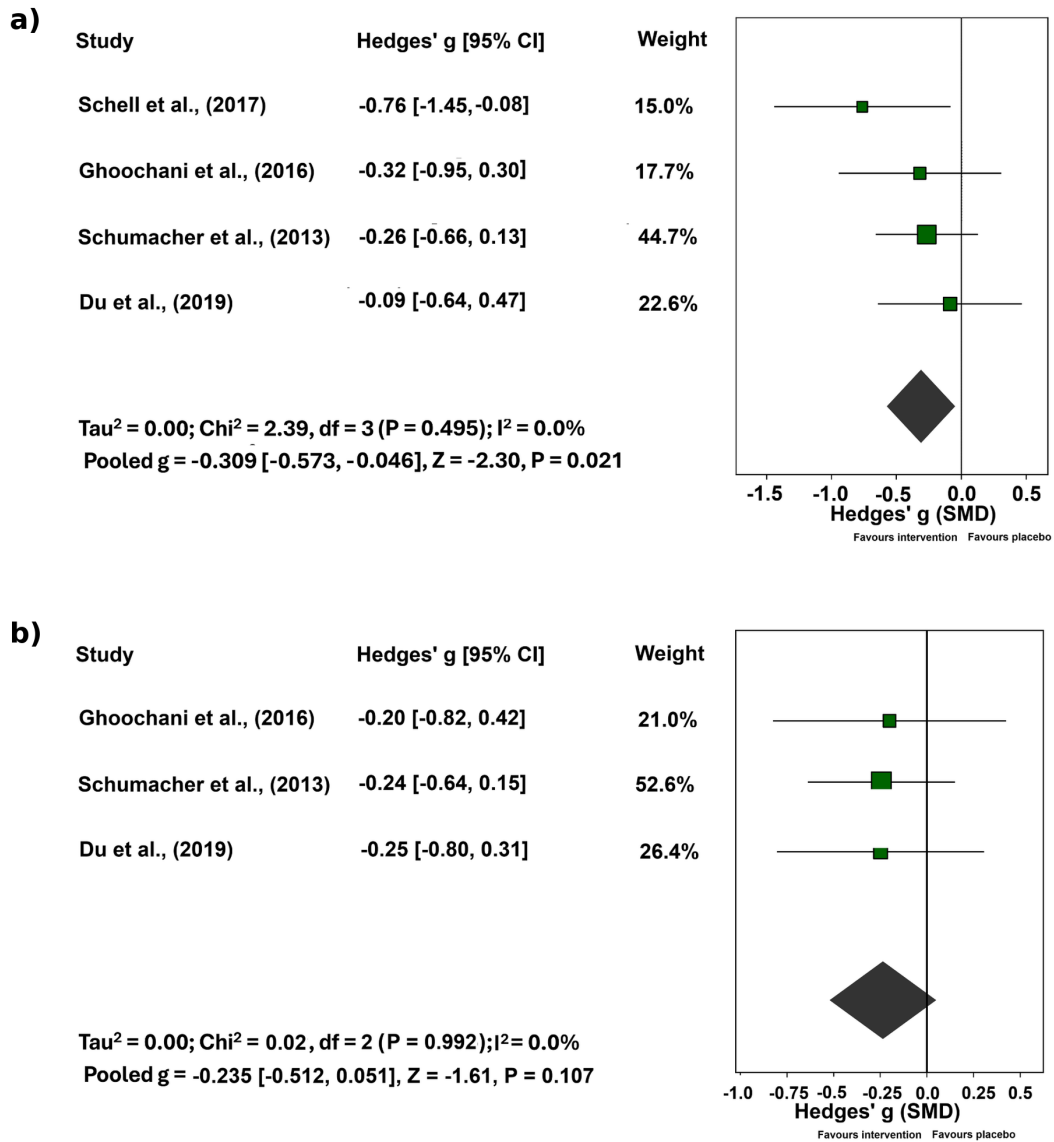 a)
Study Hedges' g [95% CI] Weight
Schell et al., (2017) -0.76 [-1.45, -0.08] 15.0%
Ghoochani et al., (2016) -0.32 [-0.95, 0.30] 17.7%
Schumacher et al., (2013) -0.26 [-0.66, 0.13] 44.7%
Du et al., (2019) -0.09 [-0.64, 0.47] 22.6%
Tau² = 0.00; Chi² = 2.39, df = 3 (P = 0.495); I² = 0.0%
Pooled g = -0.309 [-0.573, -0.046], Z = -2.30, P = 0.021
-1.5 -1.0 -0.5 0.0 0.5
Hedges' g (SMD)
Favours intervention Favours placebo
b)
Study Hedges' g [95% CI] Weight
Ghoochani et al., (2016) -0.20 [-0.82, 0.42] 21.0%
Schumacher et al., (2013) -0.24 [-0.64, 0.15] 52.6%
Du et al., (2019) -0.25 [-0.80, 0.31] 26.4%
Tau² = 0.00; Chi² = 0.02, df = 2 (P = 0.992); I² = 0.0%
Pooled g = -0.235 [-0.512, 0.051], Z = -1.61, P = 0.107
-1.0 -0.75 -0.5 -0.25 0.0 0.5
Hedges' g (SMD)
Favours intervention Favours placebo